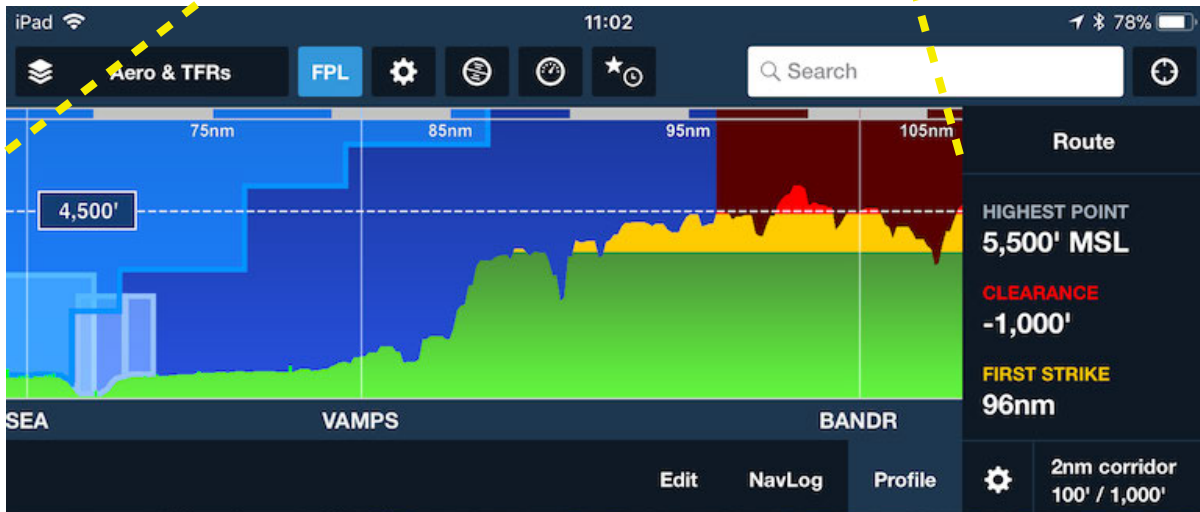 iPad 11:02 78%
Aero & TFRs FPL Search
75nm 85nm 95nm 105nm
Route
4,500'
HIGHEST POINT
5,500' MSL
CLEARANCE
-1,000'
FIRST STRIKE
96nm
SEA VAMPS BANDR
Edit NavLog Profile
2nm corridor
100' / 1,000'